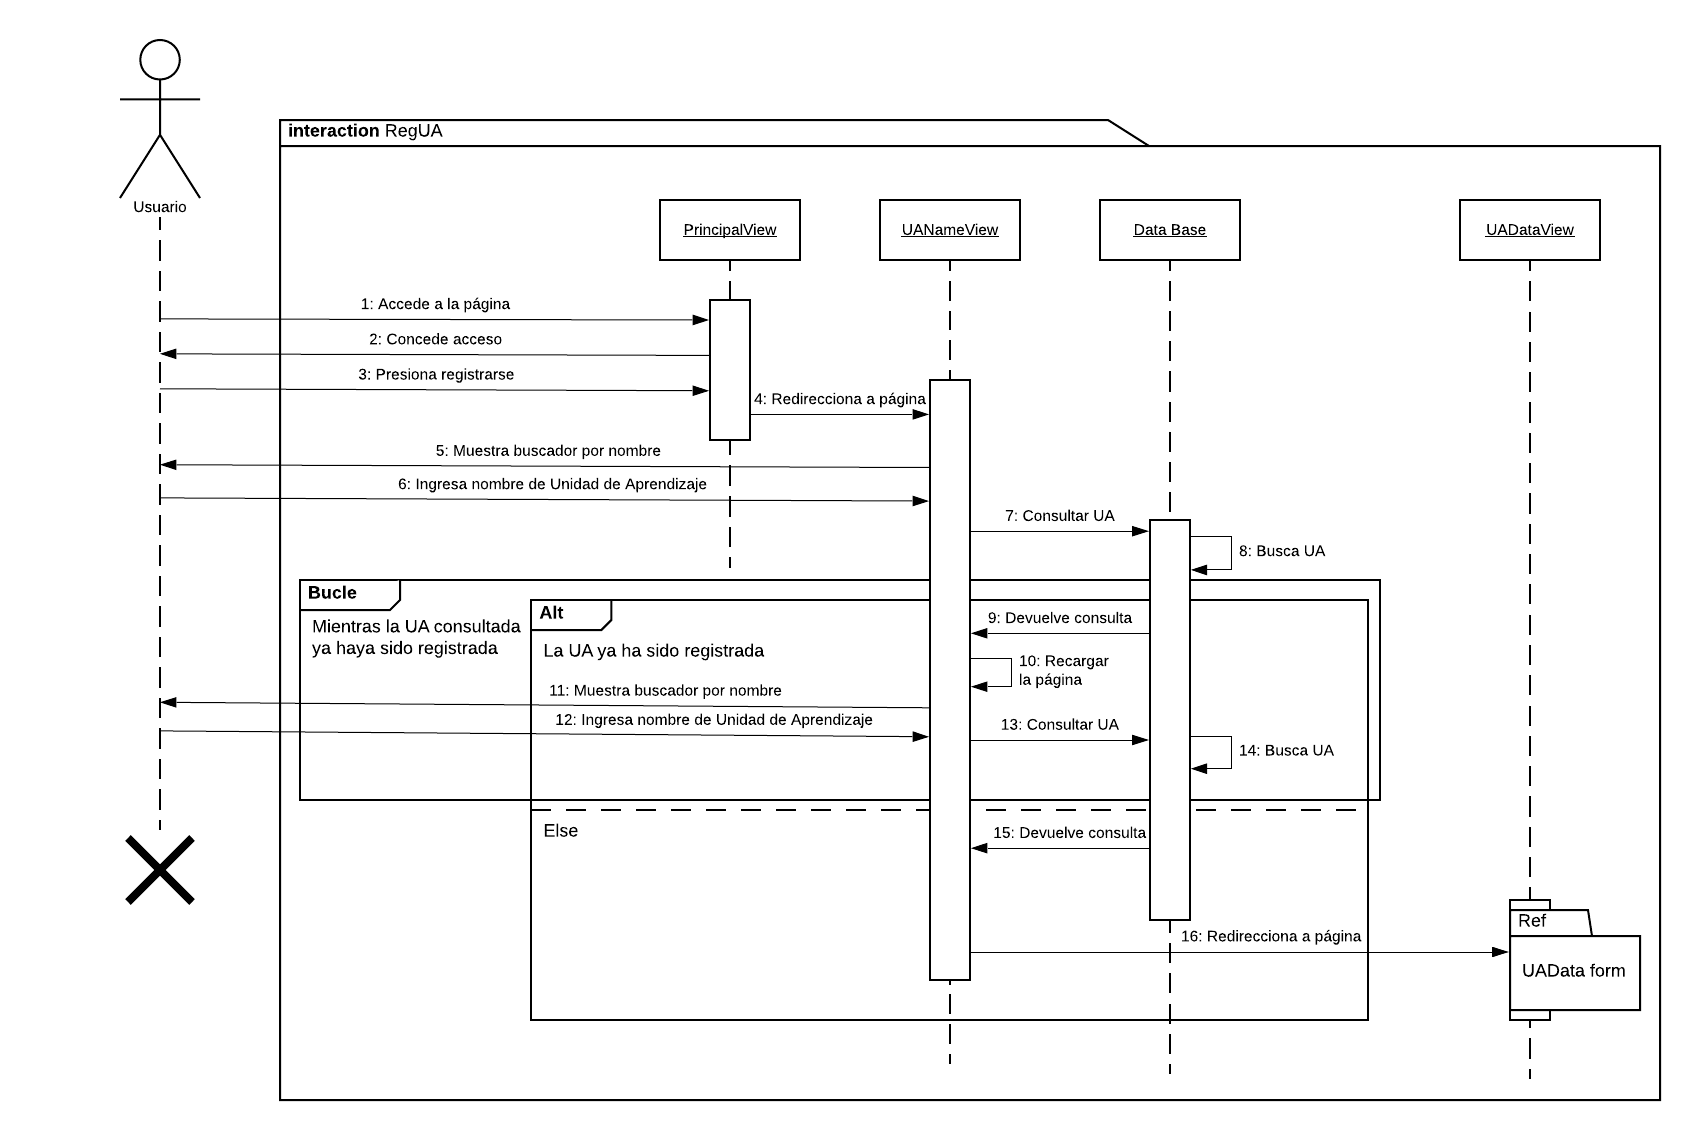 interaction RegUA
Usuario
PrincipalView
UANameView
Data Base
UADataView
1: Accede a la página
2: Concede acceso
3: Presiona registrarse
4: Redirecciona a página
5: Muestra buscador por nombre
6: Ingresa nombre de Unidad de Aprendizaje
7: Consultar UA
8: Busca UA
Bucle
Mientras la UA consultada
ya haya sido registrada
Alt
La UA ya ha sido registrada
9: Devuelve consulta
10: Recargar
la página
11: Muestra buscador por nombre
12: Ingresa nombre de Unidad de Aprendizaje
13: Consultar UA
14: Busca UA
Else
15: Devuelve consulta
16: Redirecciona a página
Ref
UAData form